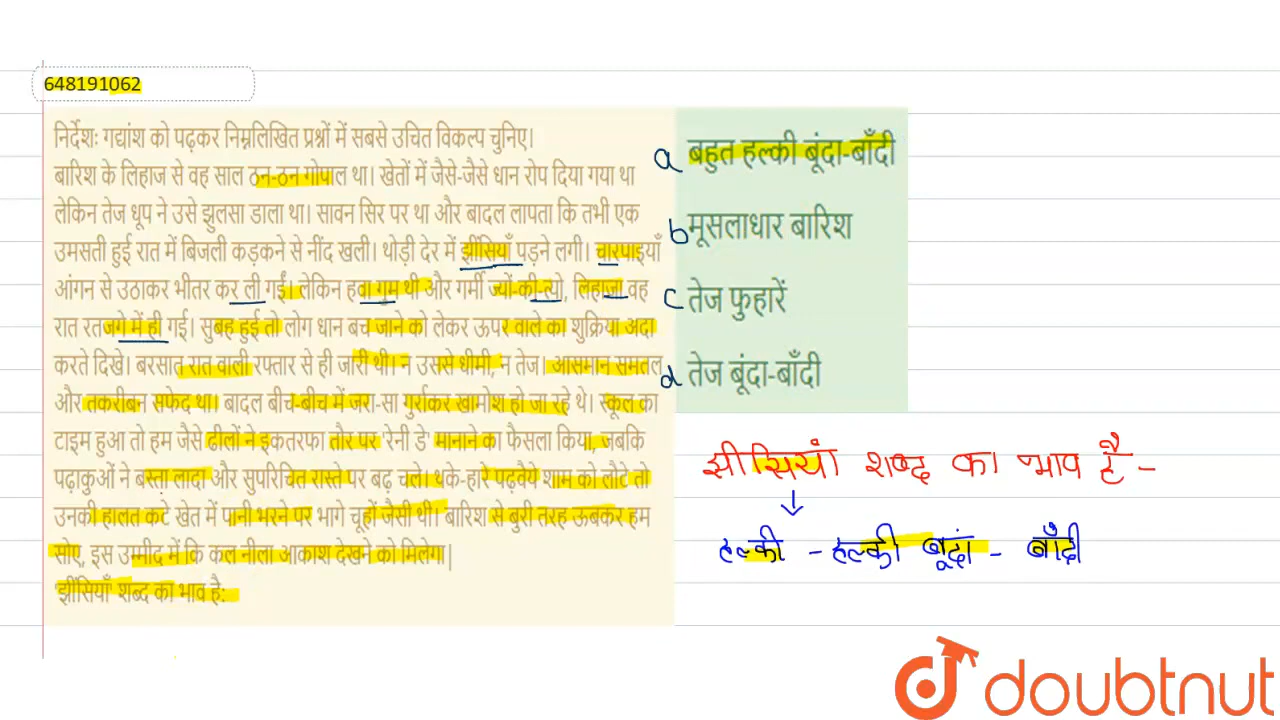 648191062
निर्देशः गद्यांश को पढ़कर निम्नलिखित प्रश्नों में सबसे उचित विकल्प चुनिए।
बारिश के लिहाज से वह साल ठन-ठन गोपाल था। खेतों में जैसे-जैसे धान रोप दिया गया था
लेकिन तेज धूप ने उसे झुलसा डाला था। सावन सिर पर था और बादल लापता कि तभी एक
उमसती हुई रात में बिजली कड़कने से नींद खली। थोड़ी देर में झींसियाँ पड़ने लगी। चारपाइयाँ
आंगन से उठाकर भीतर कर ली गईं। लेकिन हवा गुम थी और गर्मी ज्यों-की-त्यो, लिहाजा वह
रात रतजगे में ही गई। सुबह हुई तो लोग धान बच जाने को लेकर ऊपर वाले का शुक्रिया अदा
करते दिखे। बरसात रात वाली रफ्तार से ही जारी थी। न उससे धीमी, न तेज। आसमान समतल
और तकरीबन सफेद था। बादल बीच-बीच में जरा-सा गुर्राकर खामोश हो जा रहे थे। स्कूल का
टाइम हुआ तो हम जैसे ढीलों ने इकतरफा तौर पर 'रेनी डे' मानाने का फैसला किया, जबकि
पढ़ाकुओं ने बस्ता लादा और सुपरिचित रास्ते पर बढ़ चले। थके-हारे पढ़वैये शाम को लौटे तो
उनकी हालत कटे खेत में पानी भरने पर भागे चूहों जैसी थी। बारिश से बुरी तरह ऊबकर हम
सोए, इस उम्मीद में कि कल नीला आकाश देखने को मिलेगा|
'झींसियाँ' शब्द का भाव है:
a बहुत हल्की बूंदा-बाँदी
b मूसलाधार बारिश
c तेज फुहारें
d तेज बूंदा-बाँदी
झींसियां शब्द का भाव है -
↓
हल्की - हल्की बूंदा - बाँदी
doubtnut